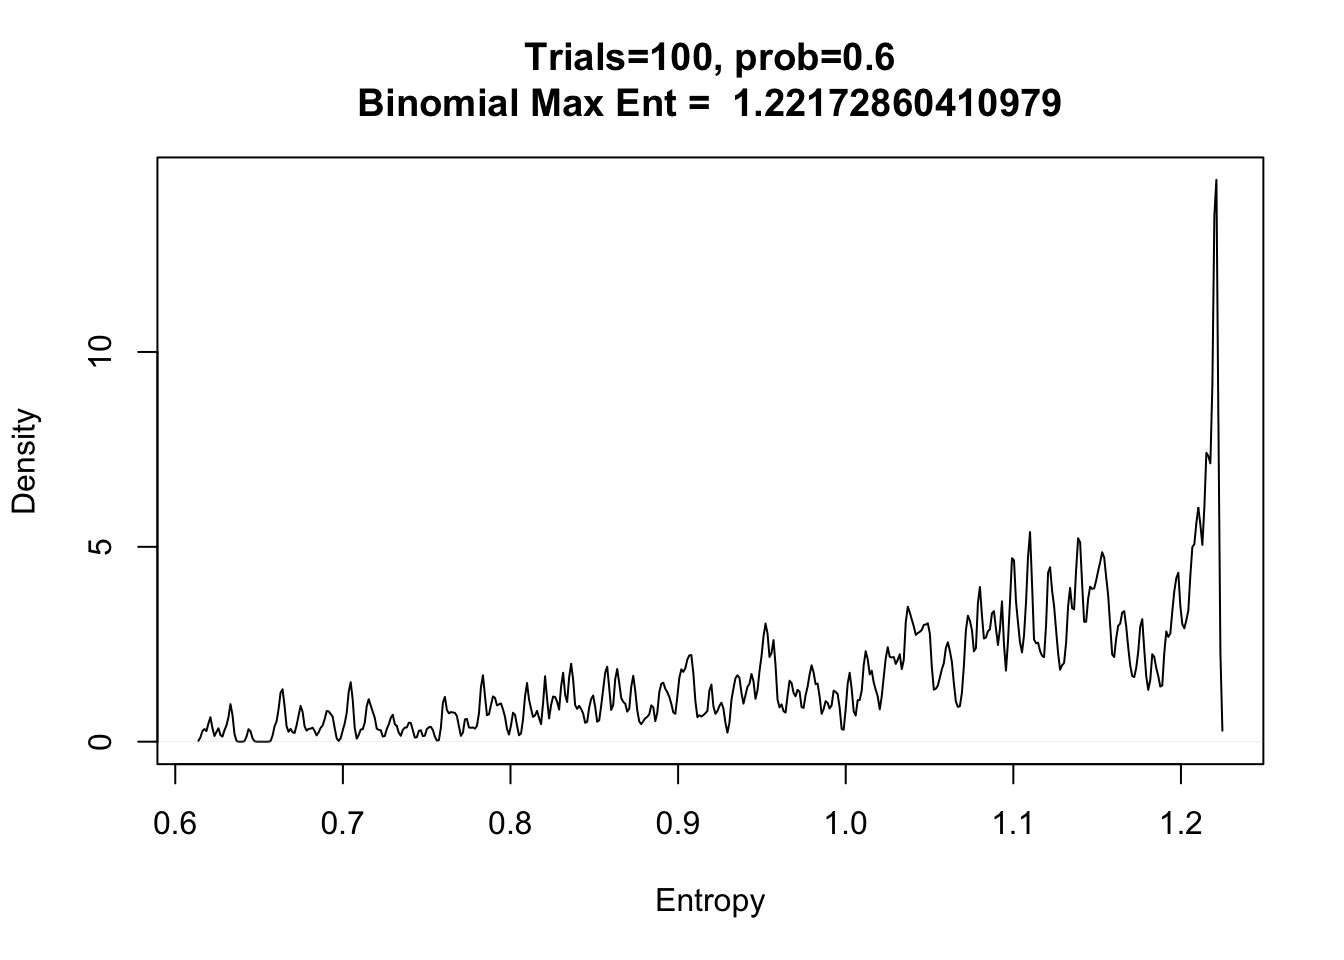 Trials=100, prob=0.6
Binomial Max Ent =  1.22172860410979
Density
10
5
0
0.6 0.7 0.8 0.9 1.0 1.1 1.2
Entropy